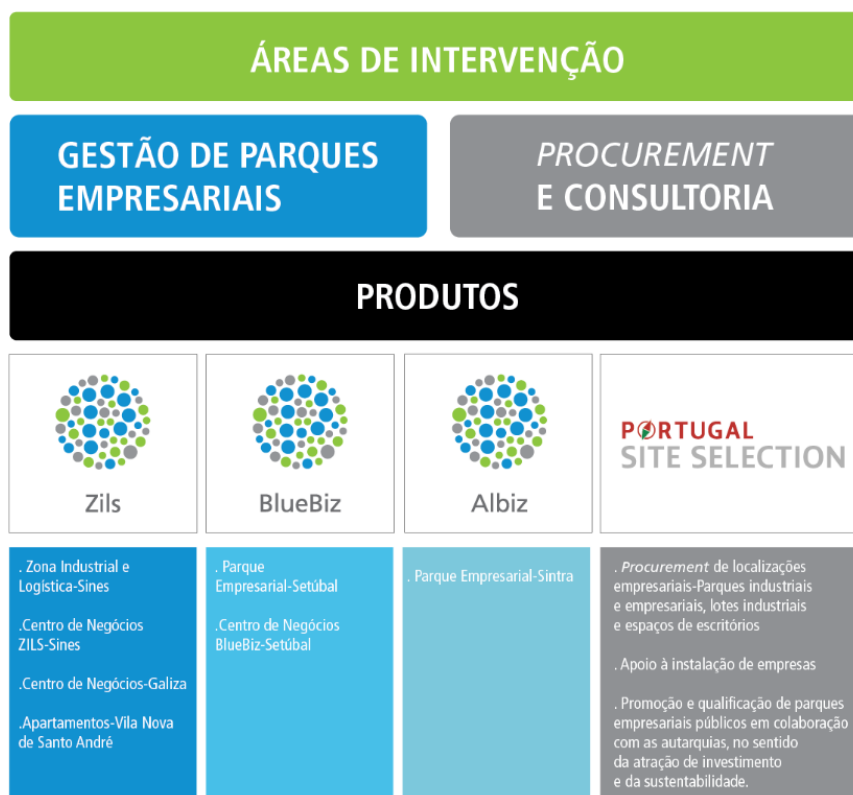 ÁREAS DE INTERVENÇÃO
GESTÃO DE PARQUES
EMPRESARIAIS
PROCUREMENT
E CONSULTORIA
PRODUTOS
Zils
BlueBiz
Albiz
PORTUGAL
SITE SELECTION
. Zona Industrial e
Logística-Sines
.Centro de Negócios
ZILS-Sines
.Centro de Negócios-Galiza
.Apartamentos-Vila Nova
de Santo André
. Parque
Empresarial-Setúbal
.Centro de Negócios
BlueBiz-Setúbal
. Parque Empresarial-Sintra
. Procurement de localizações
empresariais-Parques industriais
e empresariais, lotes industriais
e espaços de escritórios
. Apoio à instalação de empresas
. Promoção e qualificação de parques
empresariais públicos em colaboração
com as autarquias, no sentido
da atração de investimento
e da sustentabilidade.